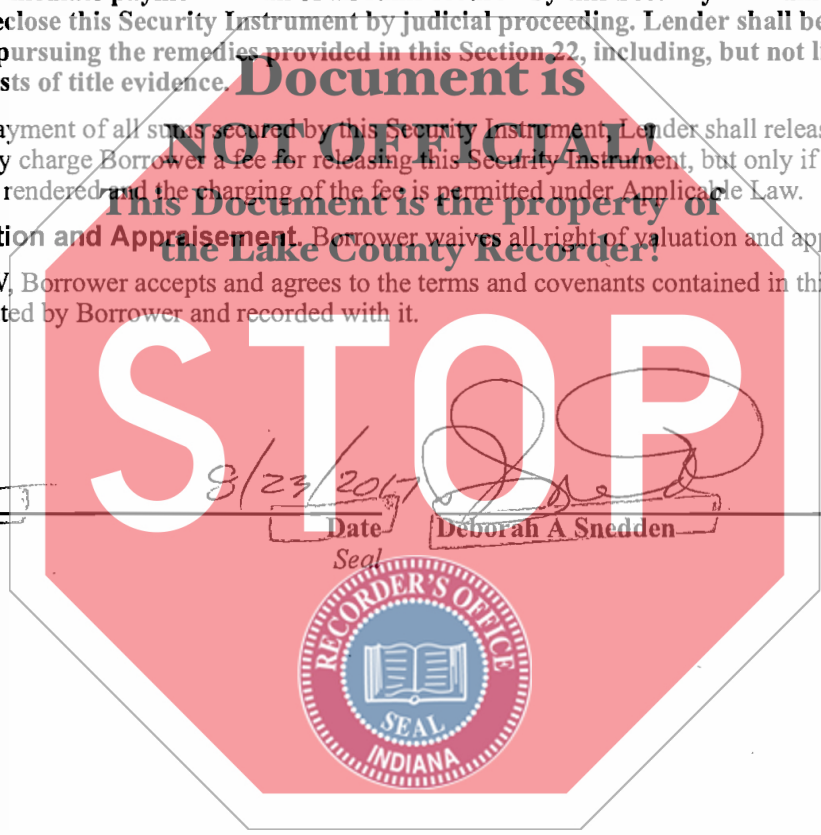 close this Security Instrument by judicial proceeding. Lender shall be
pursuing the remedies provided in this Section 22, including, but not
sts of title evidence.
Document is
ayment of all sums secured by this Security Instrument, Lender shall releas
NOT OFFICIAL!
y charge Borrower a fee for releasing this Security Instrument, but only if
rendered and the charging of the fee is permitted under Applicable Law.
This Document is the property of
tion and Appraisement. Borrower waives all right of valuation and app
the Lake County Recorder!
, Borrower accepts and agrees to the terms and covenants contained in thi
ted by Borrower and recorded with it.
STOP
8/23/2017
Date
Deborah A Snedden
Seal
RECORDER'S OFFICE
SEAL
INDIANA